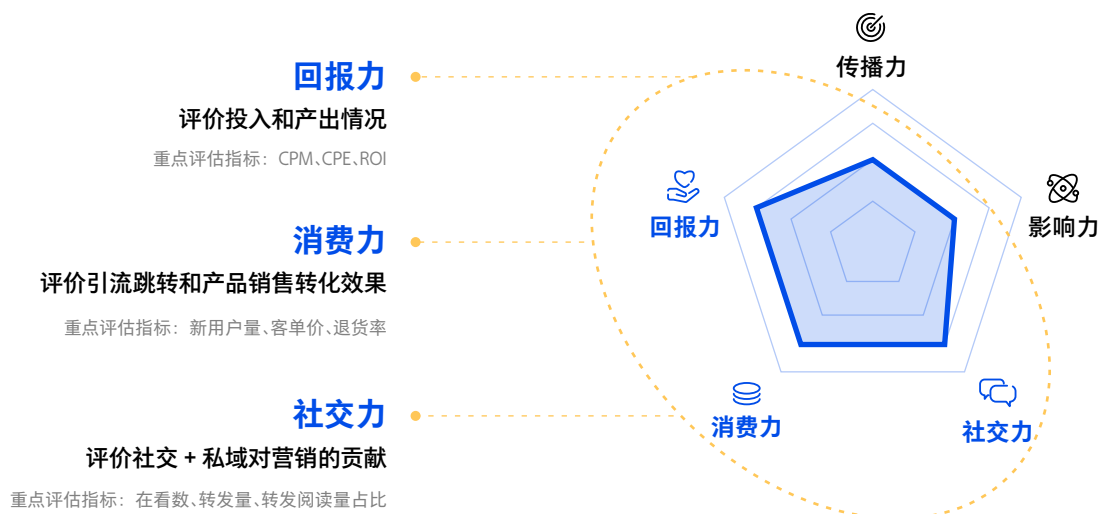 回报力
评价投入和产出情况
重点评估指标：CPM、CPE、ROI
消费力
评价引流跳转和产品销售转化效果
重点评估指标：新用户量、客单价、退货率
社交力
评价社交 + 私域对营销的贡献
重点评估指标：在看数、转发量、转发阅读量占比
传播力
影响力
回报力
消费力
社交力